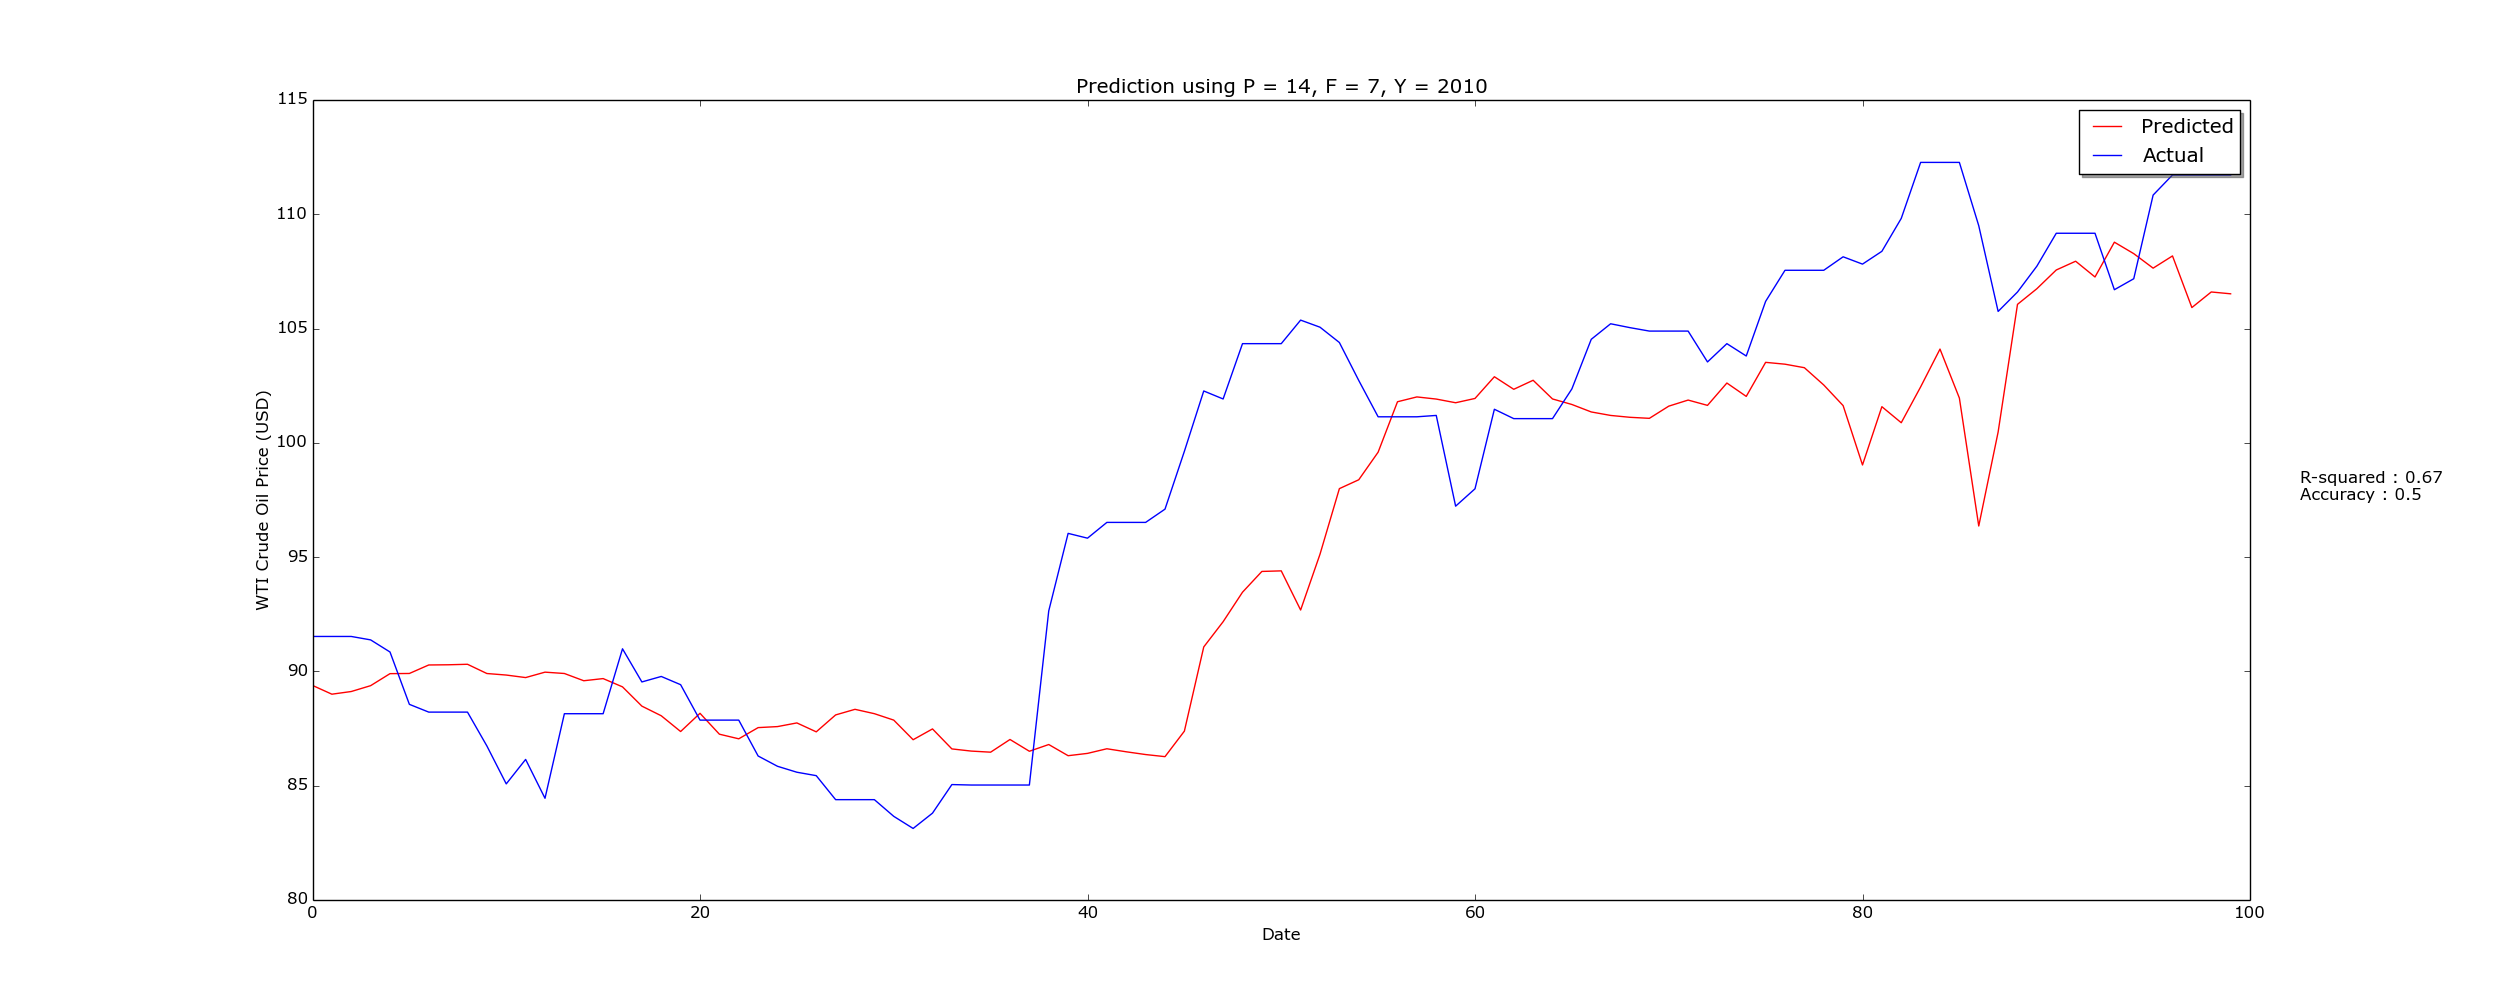 Prediction using P = 14, F = 7, Y = 2010
115
110
105
100
95
90
85
80
WTI Crude Oil Price (USD)
0
20
40
60
80
100
Date
Predicted
Actual
R-squared : 0.67
Accuracy : 0.5